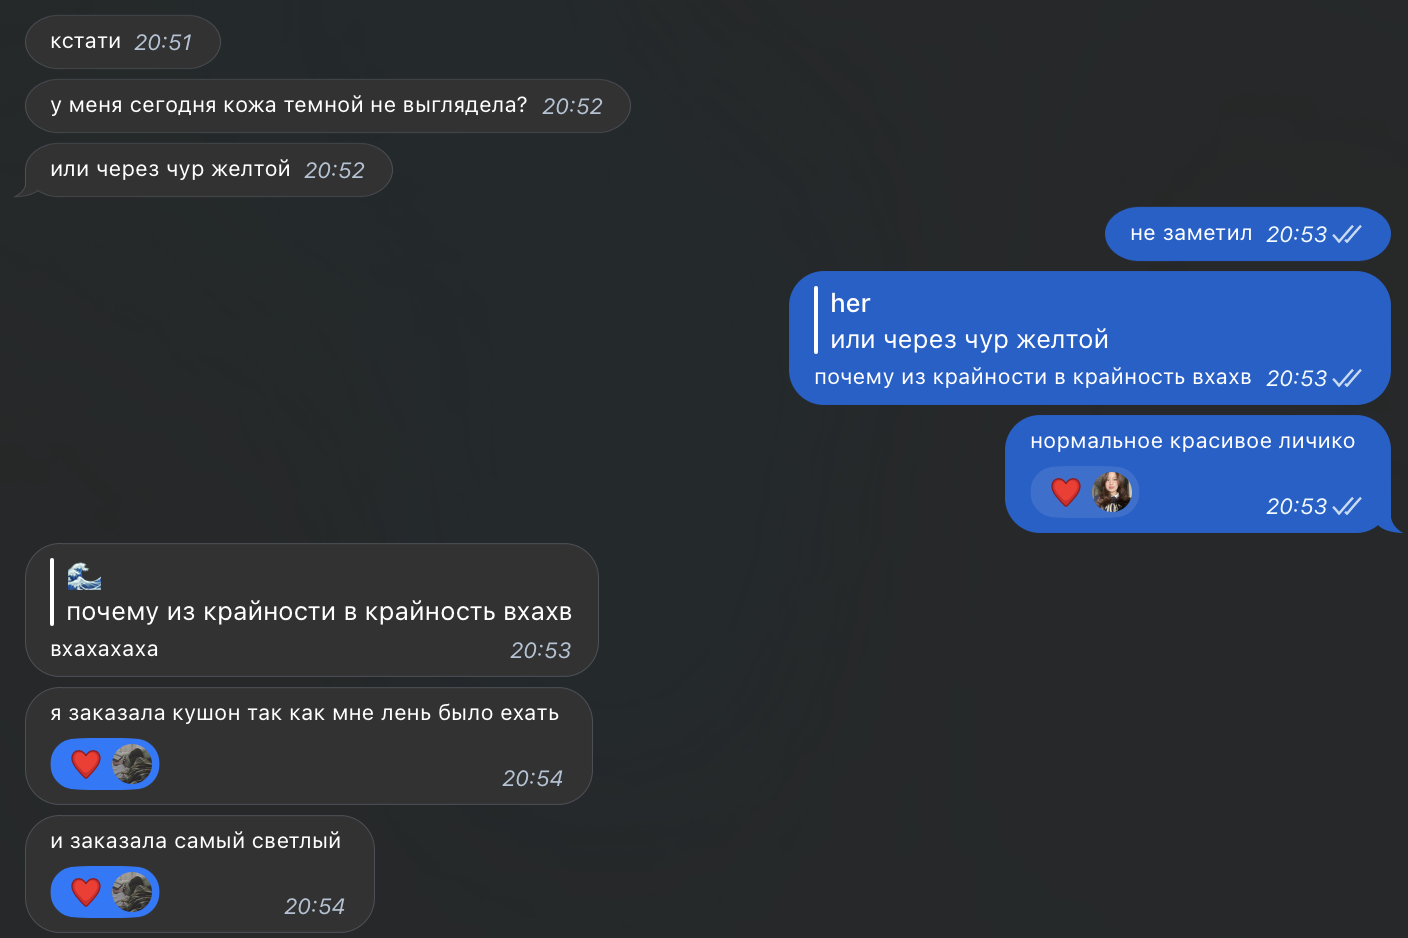 кстати 20:51
у меня сегодня кожа темной не выглядела? 20:52
или через чур желтой 20:52
не заметил 20:53
her
или через чур желтой
почему из крайности в крайность вхахв 20:53
нормальное красивое личико
20:53
почему из крайности в крайность вхахв
вхахахаха 20:53
я заказала кушон так как мне лень было ехать
20:54
и заказала самый светлый
20:54